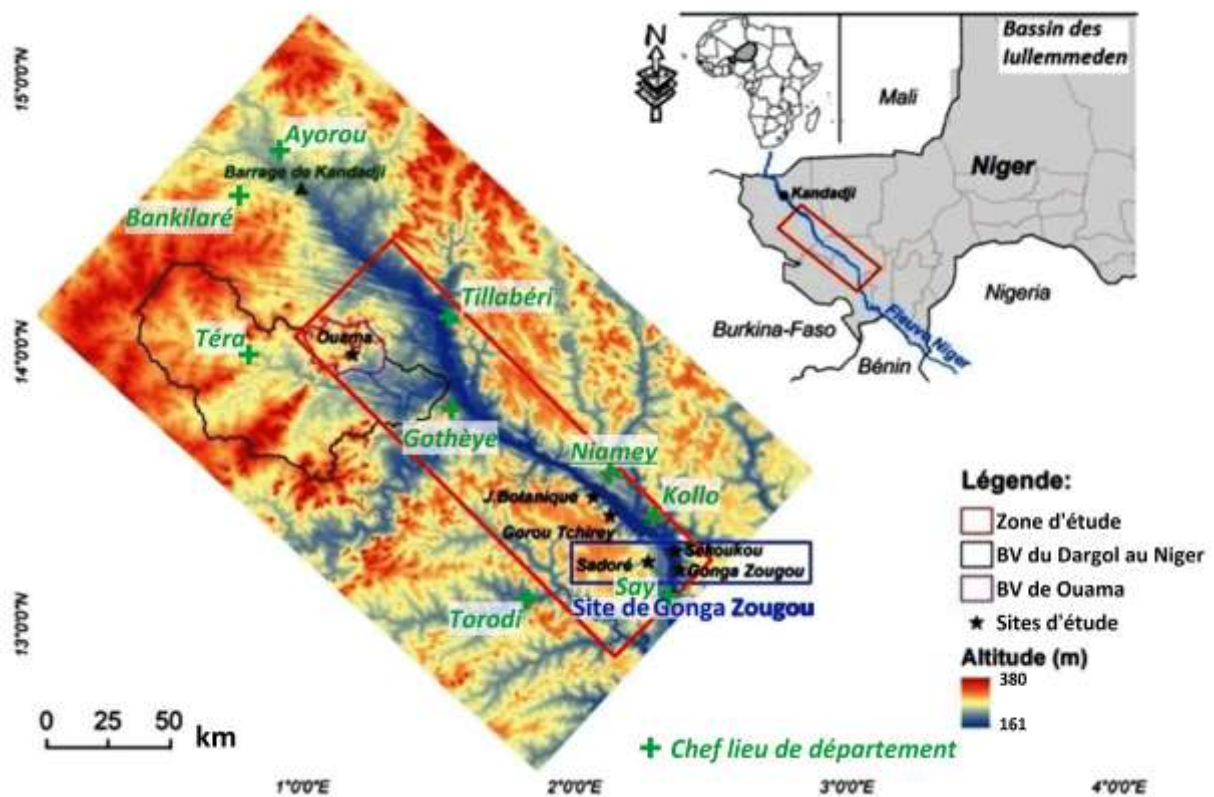 Bassin des
Iullemmeden
N
Mali
Niger
Kandadji
Nigeria
Burkina-Faso
Bénin
Fleuve Niger
15°0'0"N
14°0'0"N
13°0'0"N
Ayorou
Barrage de Kandadji
Bankilaré
Tillabéri
Ouama
Téra
Gothèye
Niamey
J.Botanique
Kollo
Gorou Tchirey
Sekoukou
Sadoré
Gonga Zougou
Say
Site de Gonga Zougou
Torodi
Légende:
Zone d'étude
BV du Dargol au Niger
BV de Ouama
Sites d'étude
Altitude (m)
380
161
0 25 50
km
Chef lieu de département
1°0'0"E 2°0'0"E 3°0'0"E 4°0'0"E